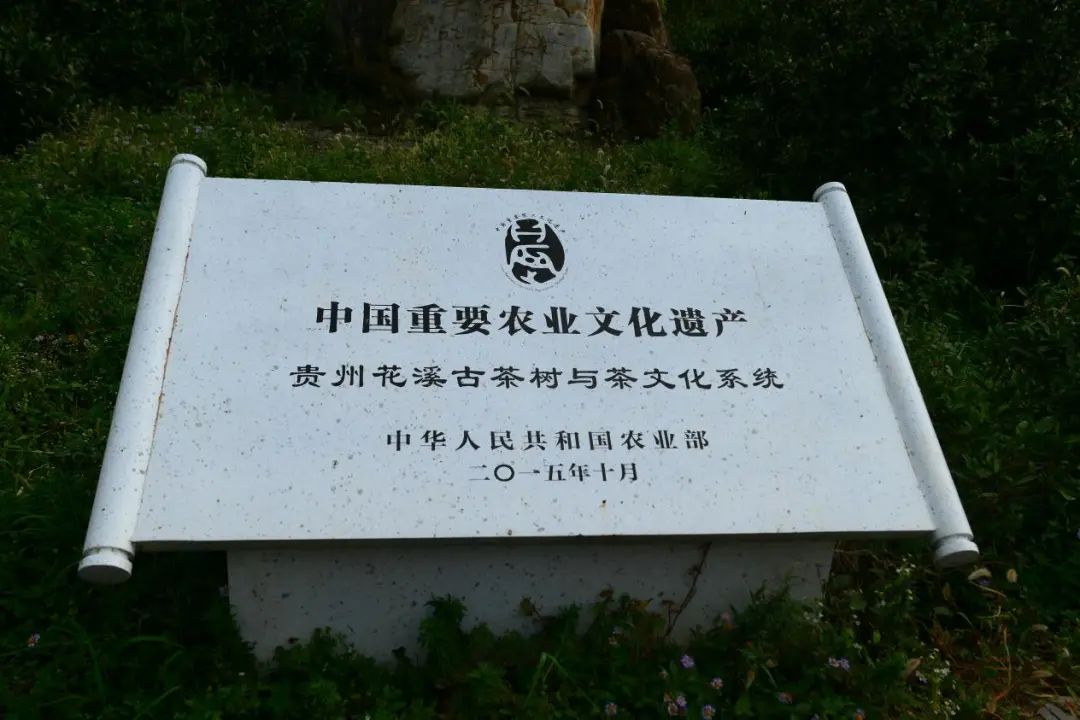 中国重要农业文化遗产
贵州花溪古茶树与茶文化系统
中华人民共和国农业部
二〇一五年十月